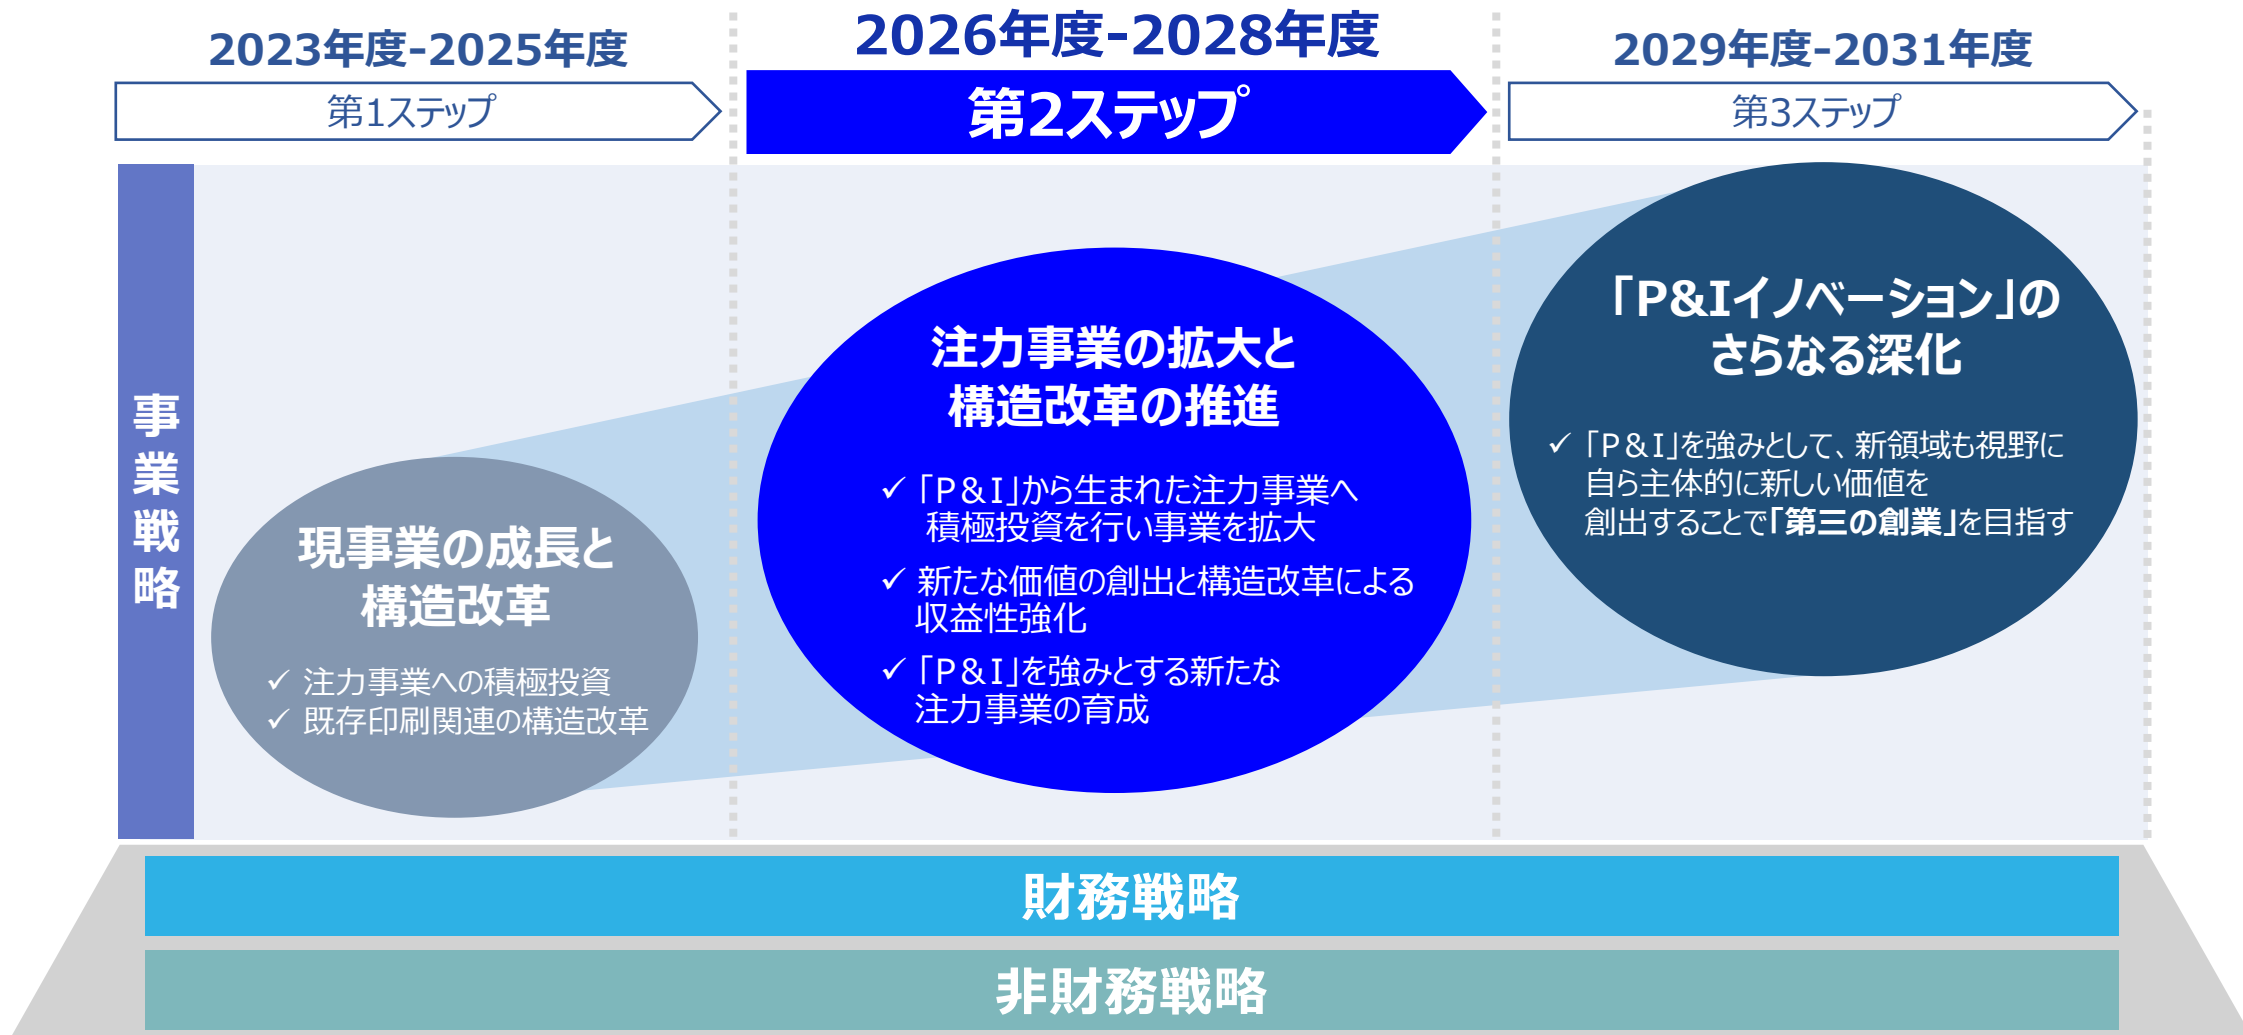 2023年度-2025年度
第1ステップ
2026年度-2028年度
第2ステップ
2029年度-2031年度
第3ステップ
事業戦略
現事業の成長と
構造改革
✓ 注力事業への積極投資
✓ 既存印刷関連の構造改革
注力事業の拡大と
構造改革の推進
✓ 「P&I」から生まれた注力事業へ
積極投資を行い事業を拡大
✓ 新たな価値の創出と構造改革による
収益性強化
✓ 「P&I」を強みとする新たな
注力事業の育成
「P&Iイノベーション」の
さらなる深化
✓ 「P&I」を強みとして、新領域も視野に
自ら主体的に新しい価値を
創出することで「第三の創業」を目指す
財務戦略
非財務戦略